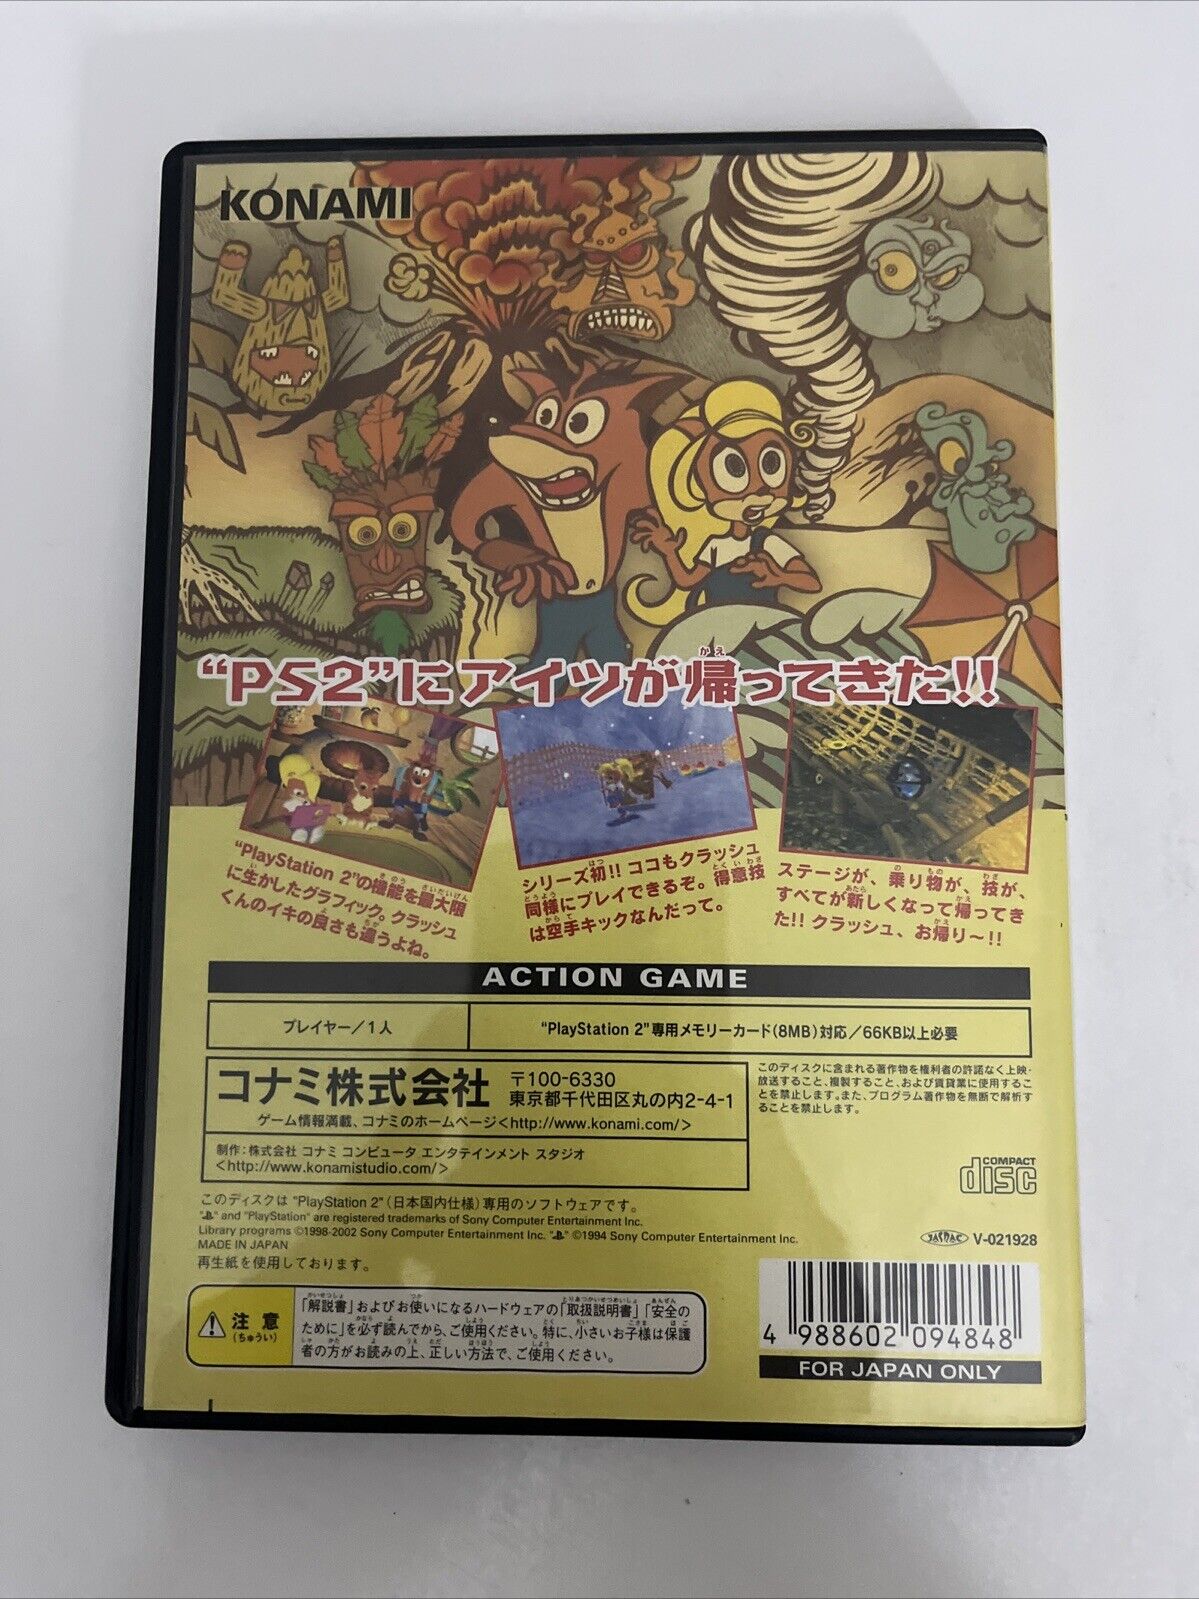 KONAMI
“PS2”にアイツが帰ってきた!!
"PlayStation 2"の機能を最大限
に生かしたグラフィック。クラッシュ
くんのイキの良さも違うよね。
シリーズ初!! ココもクラッシュ
同様にプレイできるぞ。得意技
は空手キックなんだって。
ステージが、乗り物が、技が、
すべてが新しくなって帰ってき
た!! クラッシュ、お帰り〜!!
ACTION GAME
プレイヤー/1人
"PlayStation 2"専用メモリーカード(8MB)対応/66KB以上必要
コナミ株式会社
〒100-6330
東京都千代田区丸の内2-4-1
ゲーム情報満載、コナミのホームページ<http://www.konami.com/>
制作:株式会社 コナミ コンピュータ エンタテインメント スタジオ
<http://www.konamistudio.com/>
このディスクに含まれる著作物を権利者の許諾なく上映・
放送すること、複製すること、および賃貸業に使用するこ
とを禁止します。また、プログラム著作物を無断で解析す
ることを禁止します。
COMPACT
disc
このディスクは "PlayStation 2"(日本国内仕様)専用のソフトウェアです。
" " and "PlayStation" are registered trademarks of Sony Computer Entertainment Inc.
Library programs ©1998-2002 Sony Computer Entertainment Inc. " " ©1994 Sony Computer Entertainment Inc.
MADE IN JAPAN
再生紙を使用しております。
JASRAC V-021928
注意
(ちゅうい)
「解説書」およびお使いになるハードウェアの「取扱説明書」「安全の
ために」を必ず読んでから、ご使用ください。特に、小さいお子様は保護
者の方がお読みの上、正しい方法で、ご使用ください。
4 988602 094848
FOR JAPAN ONLY